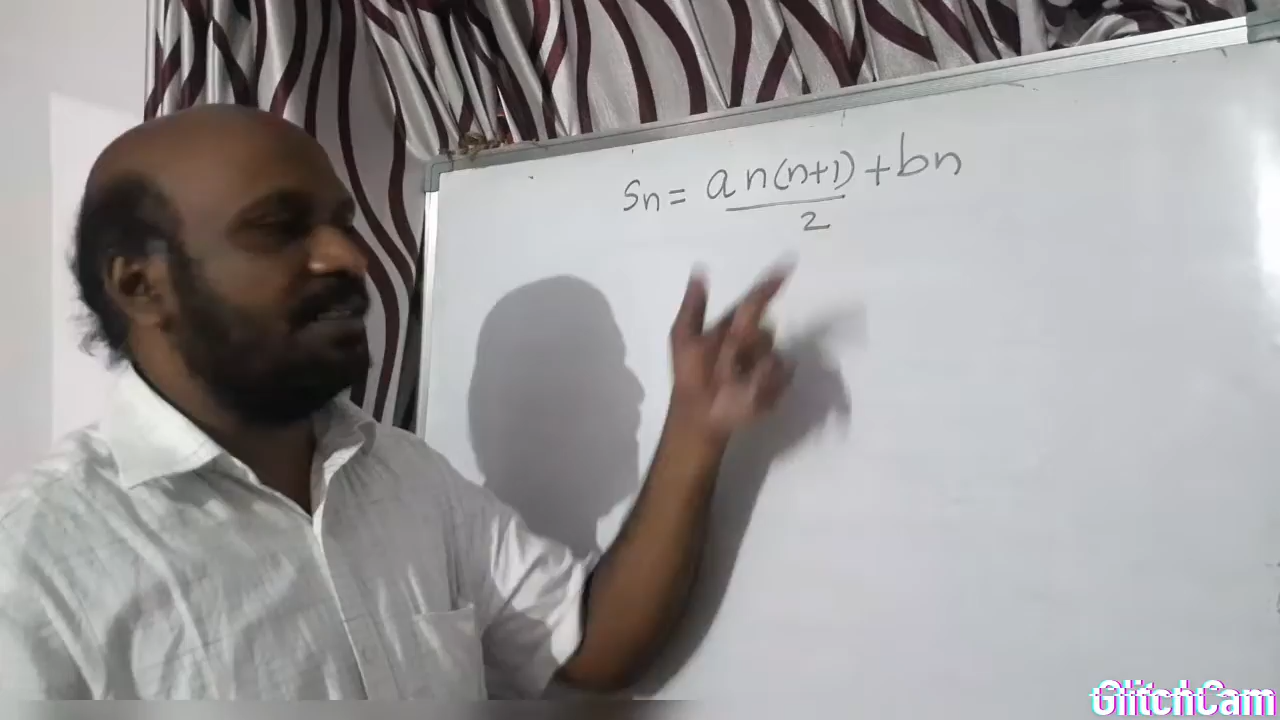 Sn = an(n+1)/2 + bn
GlitchCam